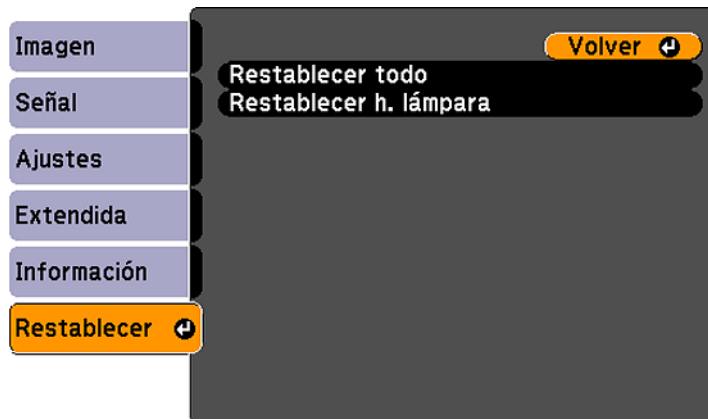 Imagen
Señal
Ajustes
Extendida
Información
Restablecer
Volver
Restablecer todo
Restablecer h. lámpara